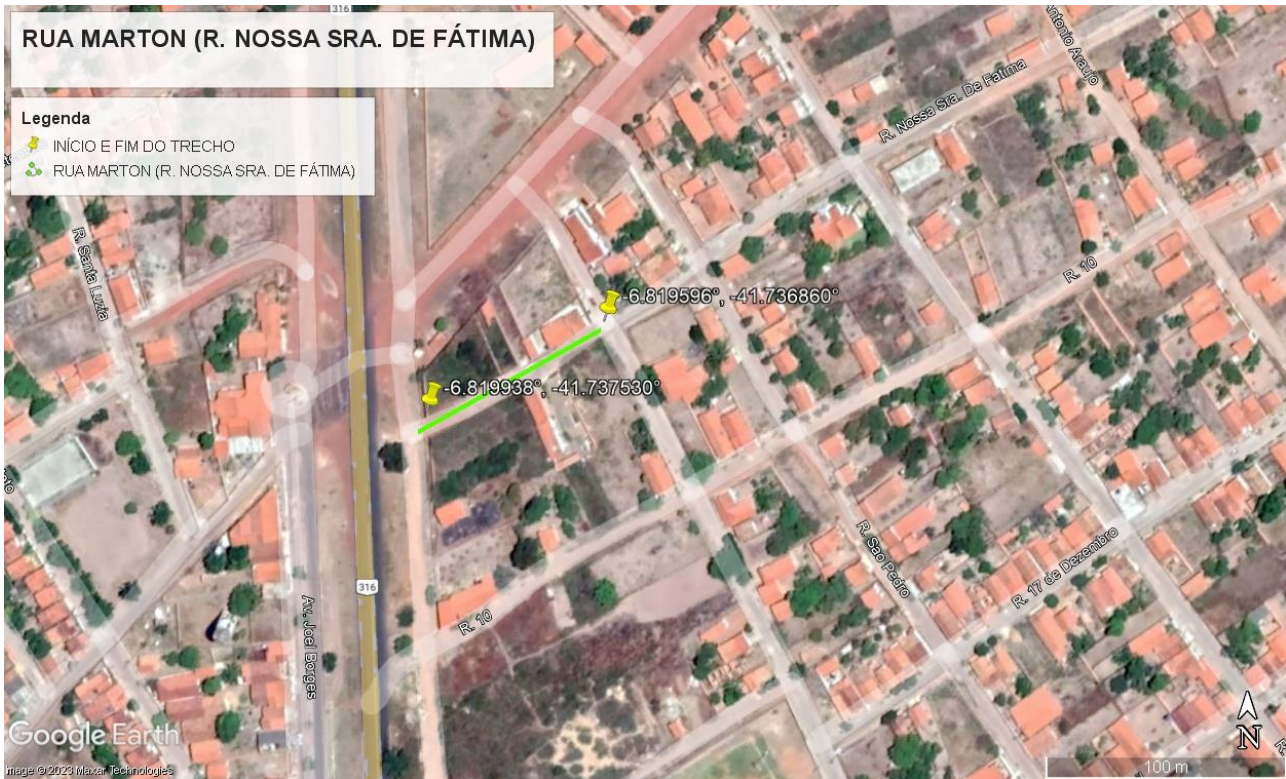 316
RUA MARTON (R. NOSSA SRA. DE FÁTIMA)
Legenda
INÍCIO E FIM DO TRECHO
RUA MARTON (R. NOSSA SRA. DE FÁTIMA)
Antonio Araujo
R. Nossa Sra. De Fatima
R. Santa Luzia
R. 10
-6.819596°, -41.736860°
-6.819938°, -41.737530°
R. Sao Pedro
R. 17 de Dezembro
316
Av. Joel Borges
R. 10
Google Earth
N
Image © 2023 Maxar Technologies
100 m